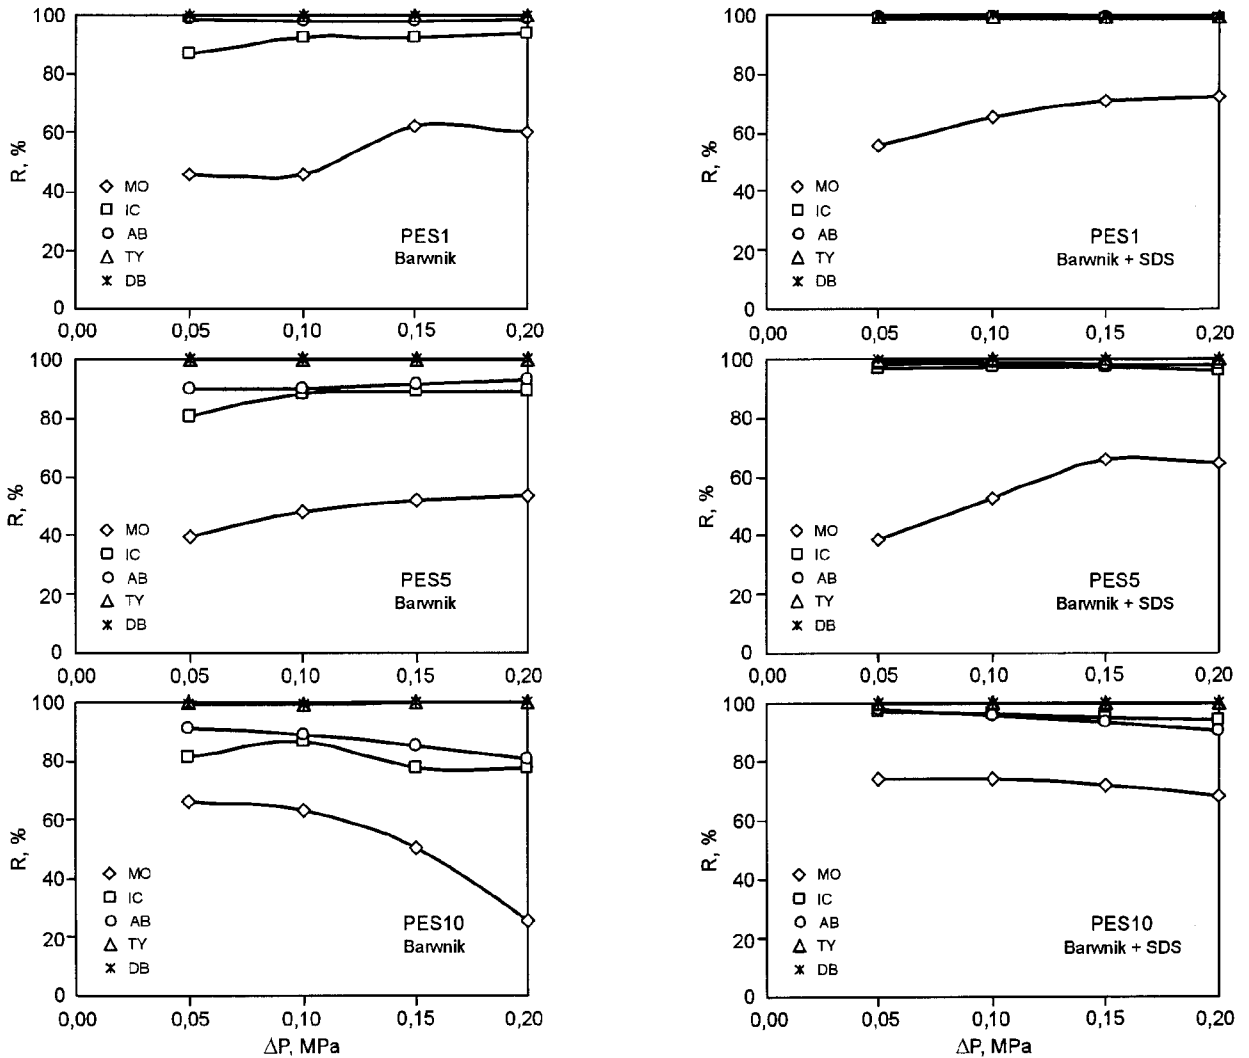 100
80
60
40
20
0
R, %
MO
IC
AB
TY
DB
PES1
Barwnik
0,00
0,05
0,10
0,15
0,20
100
80
60
40
20
0
R, %
MO
IC
AB
TY
DB
PES1
Barwnik + SDS
0,00
0,05
0,10
0,15
0,20
100
80
60
40
20
0
R, %
MO
IC
AB
TY
DB
PES5
Barwnik
0,00
0,05
0,10
0,15
0,20
100
80
60
40
20
0
R, %
MO
IC
AB
TY
DB
PES5
Barwnik + SDS
0,00
0,05
0,10
0,15
0,20
100
80
60
40
20
0
R, %
MO
IC
AB
TY
DB
PES10
Barwnik
0,00
0,05
0,10
0,15
0,20
ΔP, MPa
100
80
60
40
20
0
R, %
MO
IC
AB
TY
DB
PES10
Barwnik + SDS
0,00
0,05
0,10
0,15
0,20
ΔP, MPa